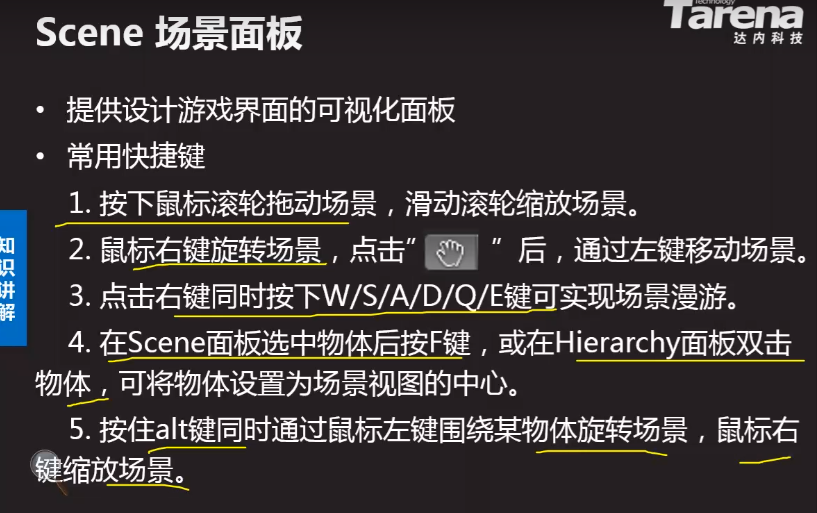 Technology
Tarena
达内科技
Scene 场景面板
• 提供设计游戏界面的可视化面板
• 常用快捷键
1. 按下鼠标滚轮拖动场景，滑动滚轮缩放场景。
2. 鼠标右键旋转场景，点击“ ”后，通过左键移动场景。
3. 点击右键同时按下W/S/A/D/Q/E键可实现场景漫游。
4. 在Scene面板选中物体后按F键，或在Hierarchy面板双击
物体，可将物体设置为场景视图的中心。
5. 按住alt键同时通过鼠标左键围绕某物体旋转场景，鼠标右
键缩放场景。
知
识
讲
解